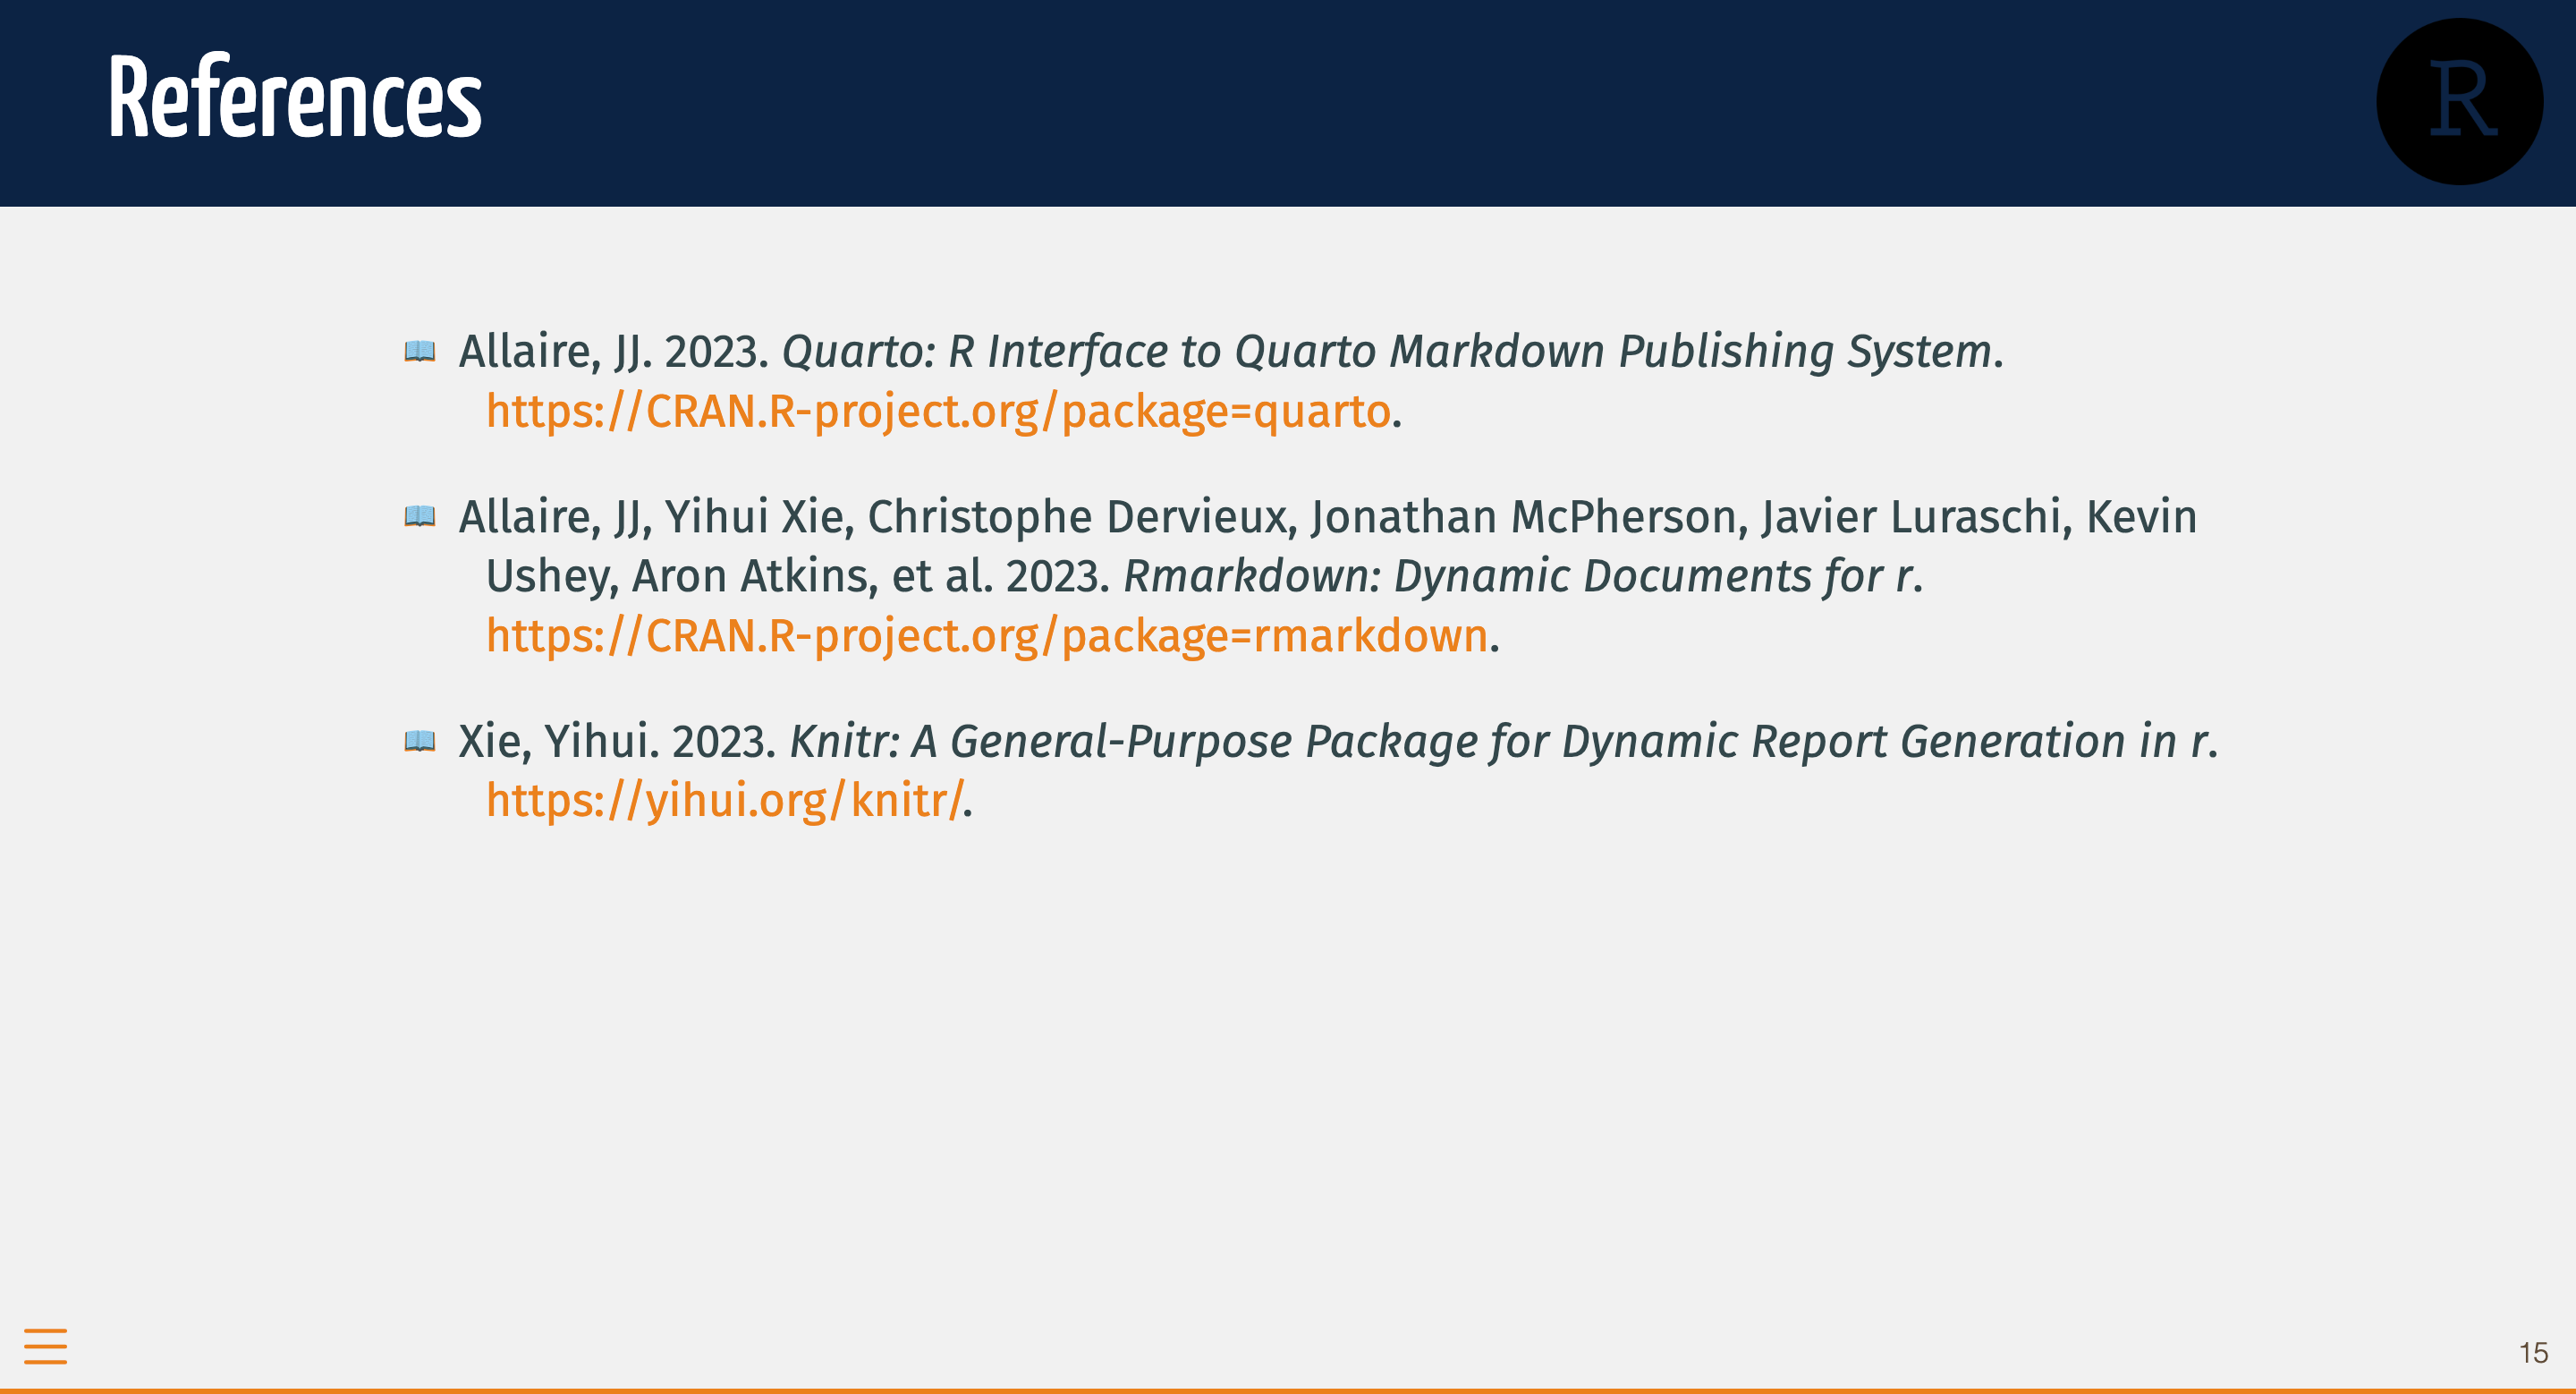 References
R
Allaire, JJ. 2023. Quarto: R Interface to Quarto Markdown Publishing System.
https://CRAN.R-project.org/package=quarto.
Allaire, JJ, Yihui Xie, Christophe Dervieux, Jonathan McPherson, Javier Luraschi, Kevin
Ushey, Aron Atkins, et al. 2023. Rmarkdown: Dynamic Documents for r.
https://CRAN.R-project.org/package=rmarkdown.
Xie, Yihui. 2023. Knitr: A General-Purpose Package for Dynamic Report Generation in r.
https://yihui.org/knitr/.
15